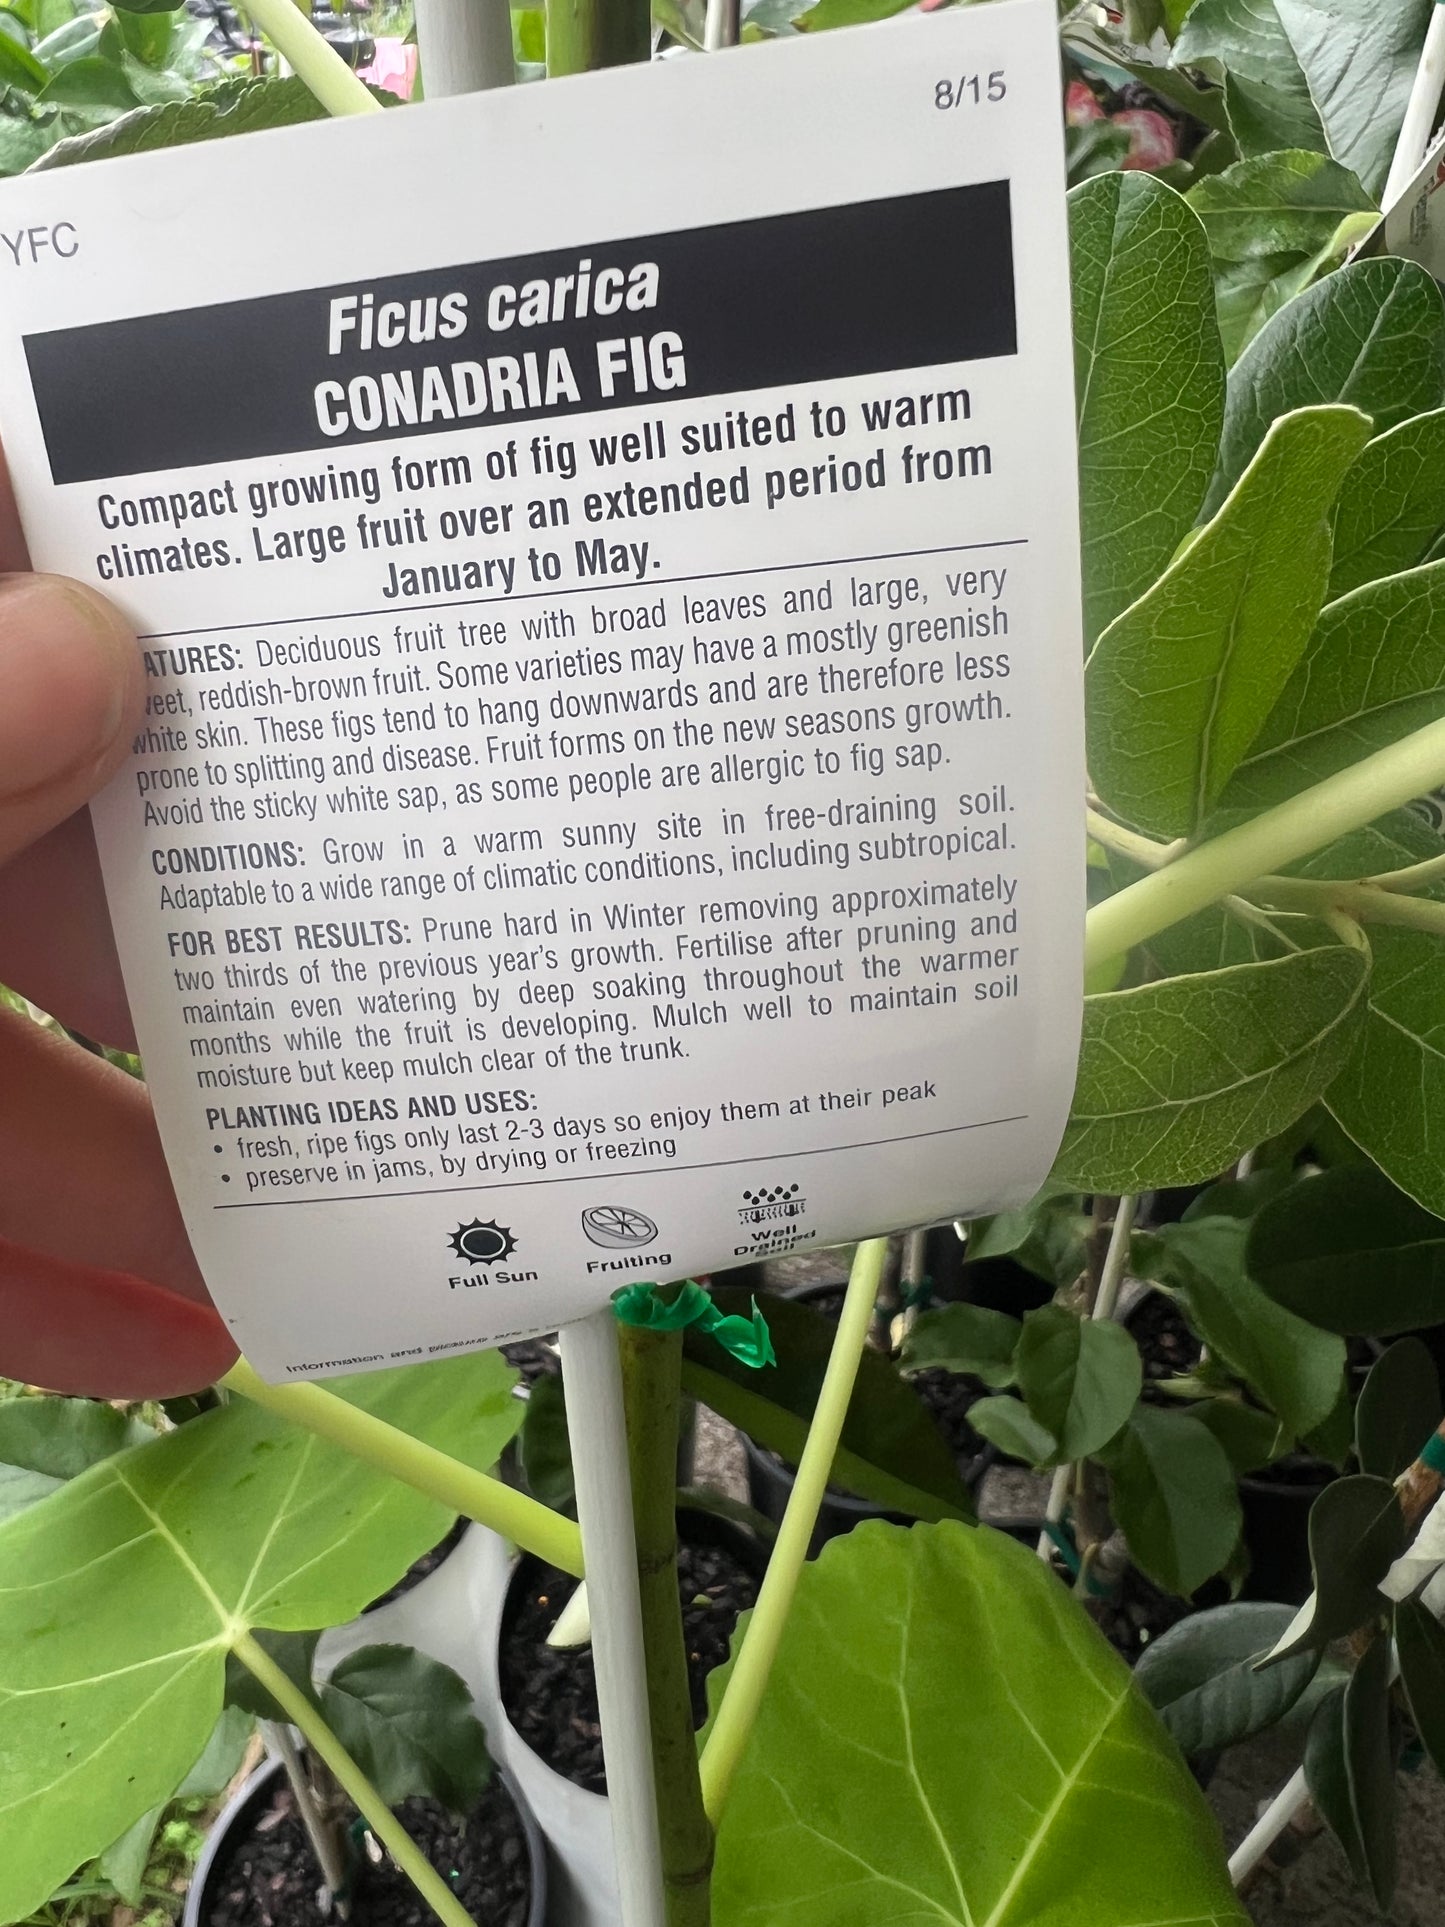 8/15
YFC
Ficus carica
CONADRIA FIG
Compact growing form of fig well suited to warm
climates. Large fruit over an extended period from
January to May.
ATURES: Deciduous fruit tree with broad leaves and large, very
eet, reddish-brown fruit. Some varieties may have a mostly greenish
white skin. These figs tend to hang downwards and are therefore less
prone to splitting and disease. Fruit forms on the new seasons growth.
Avoid the sticky white sap, as some people are allergic to fig sap.
CONDITIONS: Grow in a warm sunny site in free-draining soil.
Adaptable to a wide range of climatic conditions, including subtropical.
FOR BEST RESULTS: Prune hard in Winter removing approximately
two thirds of the previous year's growth. Fertilise after pruning and
maintain even watering by deep soaking throughout the warmer
months while the fruit is developing. Mulch well to maintain soil
moisture but keep mulch clear of the trunk.
PLANTING IDEAS AND USES:
• fresh, ripe figs only last 2-3 days so enjoy them at their peak
• preserve in jams, by drying or freezing
Full Sun
Fruiting
Well
Drained
Soil
Information and